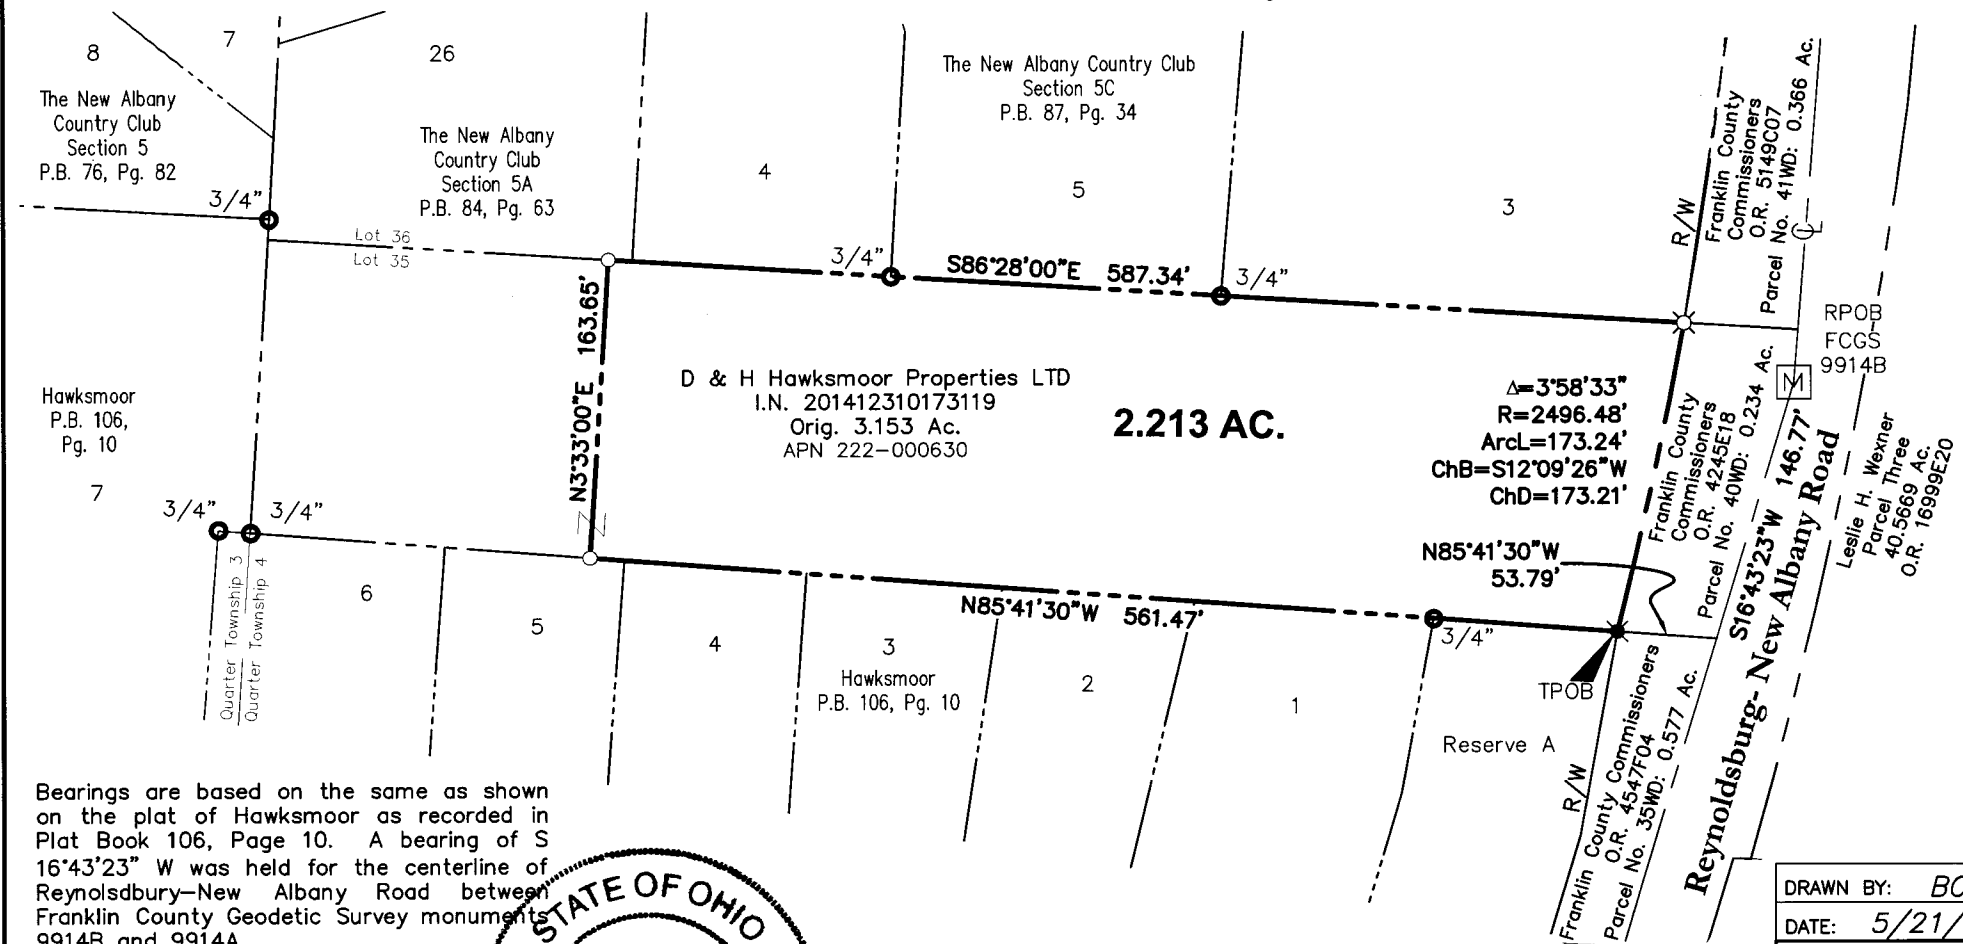 8
7
26
The New Albany
Country Club
Section 5
P.B. 76, Pg. 82
The New Albany
Country Club
Section 5A
P.B. 84, Pg. 63
4
The New Albany Country Club
Section 5C
P.B. 87, Pg. 34
5
3
R/W
Franklin County
Commissioners
O.R. 5149C07
Parcel No. 41WD: 0.366 Ac.
3/4"
Lot 36
Lot 35
3/4"
S86°28'00"E 587.34'
3/4"
RPOB
FCGS
9914B
M
N3°33'00"E 163.65'
D & H Hawksmoor Properties LTD
I.N. 201412310173119
Orig. 3.153 Ac.
APN 222-000630
2.213 AC.
Δ=3°58'33"
R=2496.48'
ArcL=173.24'
ChB=S12°09'26"W
ChD=173.21'
Franklin County
Commissioners
O.R. 4245E18
Parcel No. 40WD: 0.234 Ac.
S16°43'23"W 146.77'
Reynoldsburg- New Albany Road
Leslie H. Wexner
Parcel Three
40.5669 Ac.
O.R. 16999E20
Hawksmoor
P.B. 106,
Pg. 10
7
3/4"
3/4"
Quarter Township 3
Quarter Township 4
N85°41'30"W
53.79'
6
5
4
3
Hawksmoor
P.B. 106, Pg. 10
N85°41'30"W 561.47'
2
1
3/4"
TPOB
Reserve A
R/W
Franklin County Commissioners
O.R. 4547F04
Parcel No. 35WD: 0.577 Ac.
Bearings are based on the same as shown
on the plat of Hawksmoor as recorded in
Plat Book 106, Page 10. A bearing of S
16°43'23" W was held for the centerline of
Reynolsdbury-New Albany Road between
Franklin County Geodetic Survey monuments
9914B and 9914A
STATE OF OHIO
DRAWN BY: BC
DATE: 5/21/